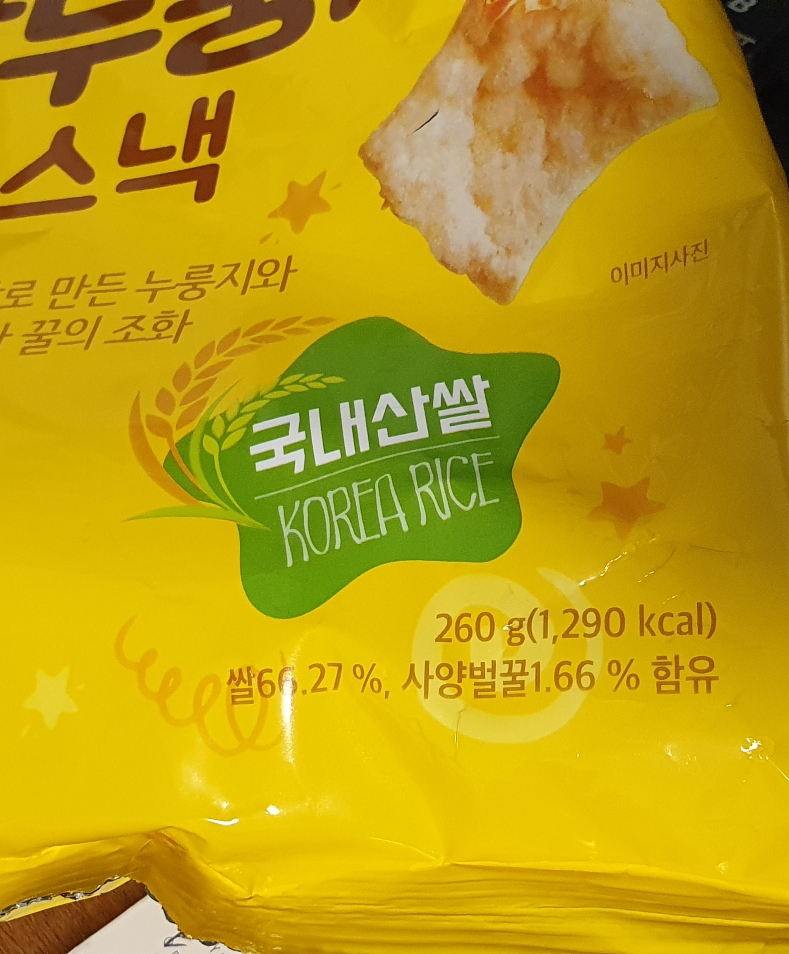 누룽
스낵
이미지사진
로 만든 누룽지와
꿀의 조화
국내산쌀
KOREA RICE
260 g(1,290 kcal)
쌀66.27 %, 사양벌꿀1.66 % 함유